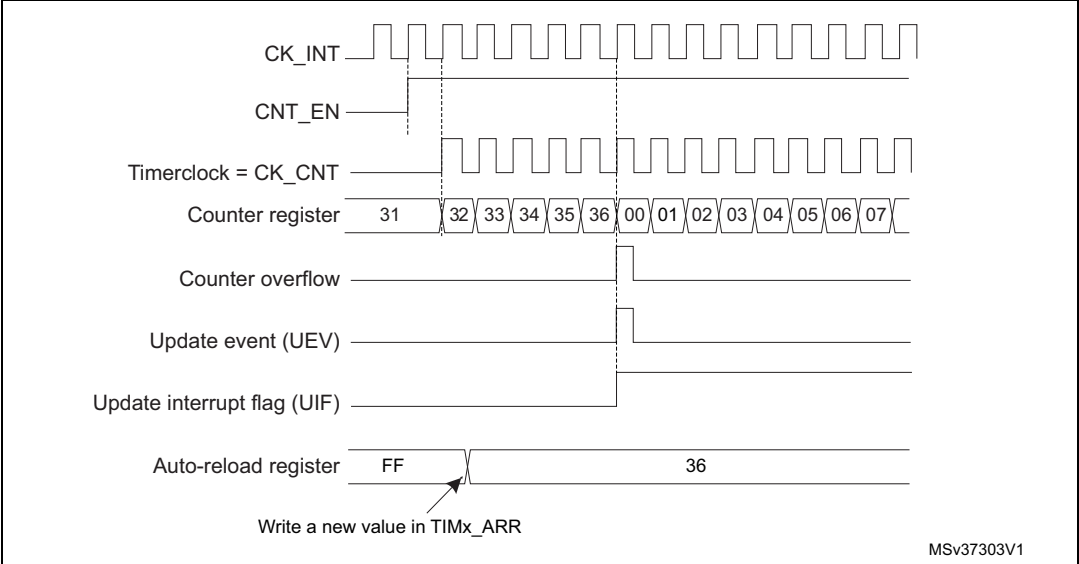 CK_INT
CNT_EN
Timerclock = CK_CNT
Counter register 31 32 33 34 35 36 00 01 02 03 04 05 06 07
Counter overflow
Update event (UEV)
Update interrupt flag (UIF)
Auto-reload register FF 36
Write a new value in TIMx_ARR
MSv37303V1